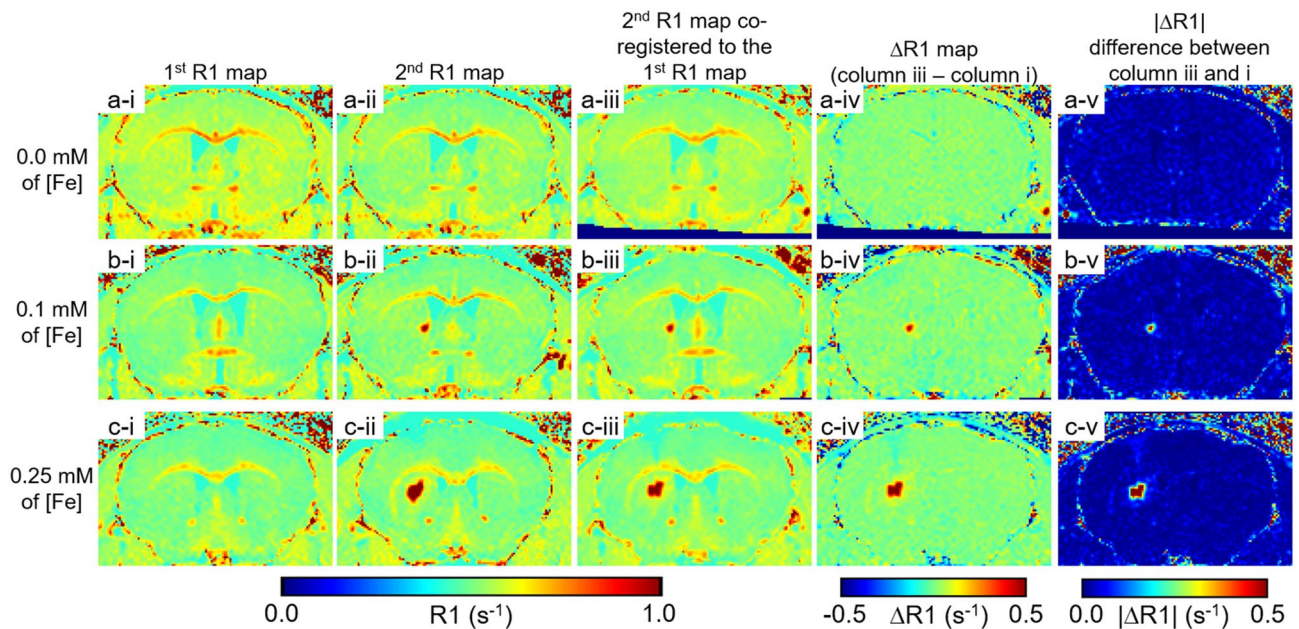 1st R1 map
2nd R1 map
2nd R1 map co-
registered to the
1st R1 map
ΔR1 map
(column iii – column i)
|ΔR1|
difference between
column iii and i
0.0 mM
of [Fe]
a-i
a-ii
a-iii
a-iv
a-v
0.1 mM
of [Fe]
b-i
b-ii
b-iii
b-iv
b-v
0.25 mM
of [Fe]
c-i
c-ii
c-iii
c-iv
c-v
0.0 R1 (s-1) 1.0
-0.5 ΔR1 (s-1) 0.5
0.0 |ΔR1| (s-1) 0.5